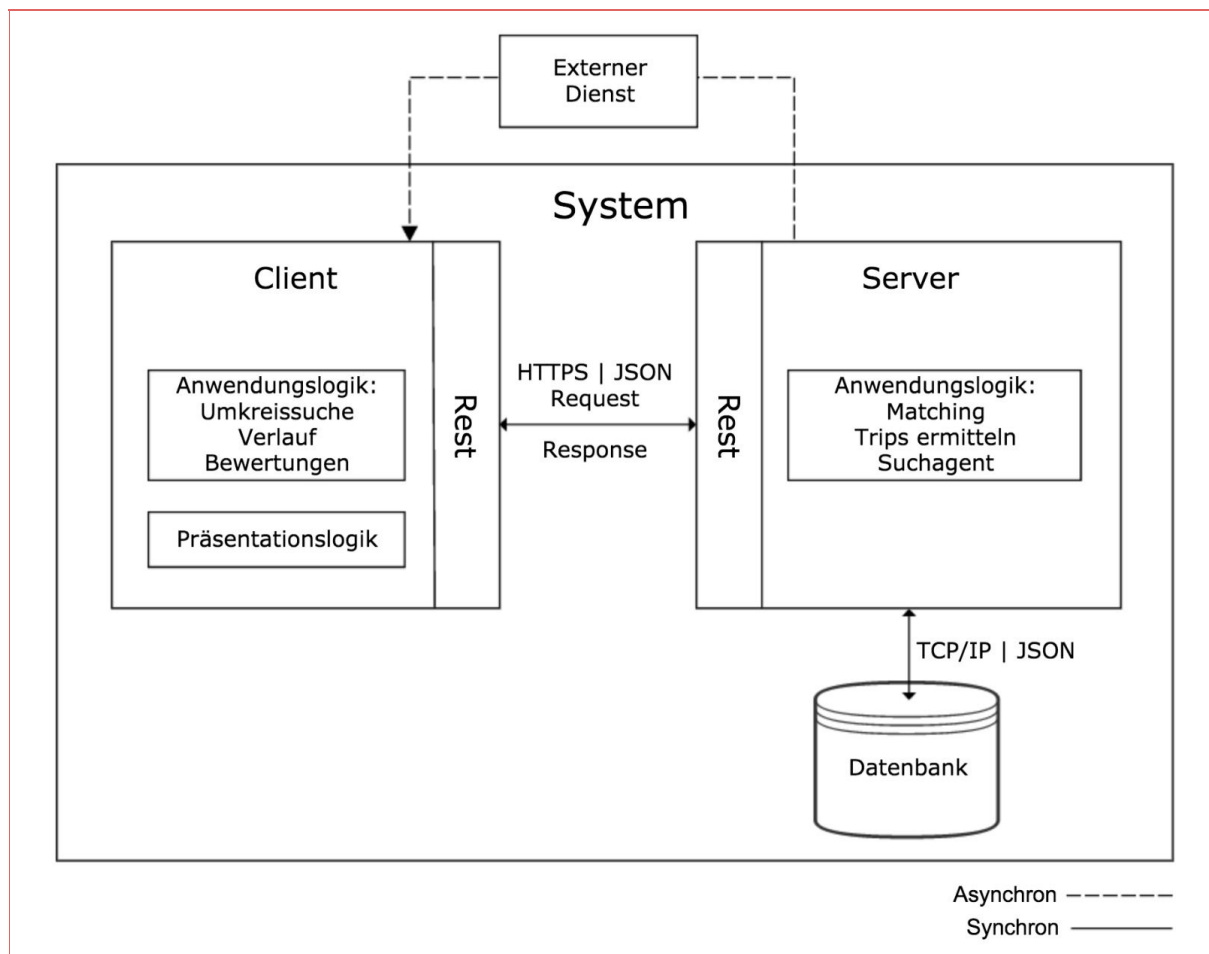 Externer
Dienst
System
Client
Server
Anwendungslogik:
Umkreissuche
Verlauf
Bewertungen
Präsentationslogik
Rest
HTTPS | JSON
Request
Response
Rest
Anwendungslogik:
Matching
Trips ermitteln
Suchagent
TCP/IP | JSON
Datenbank
Asynchron
Synchron